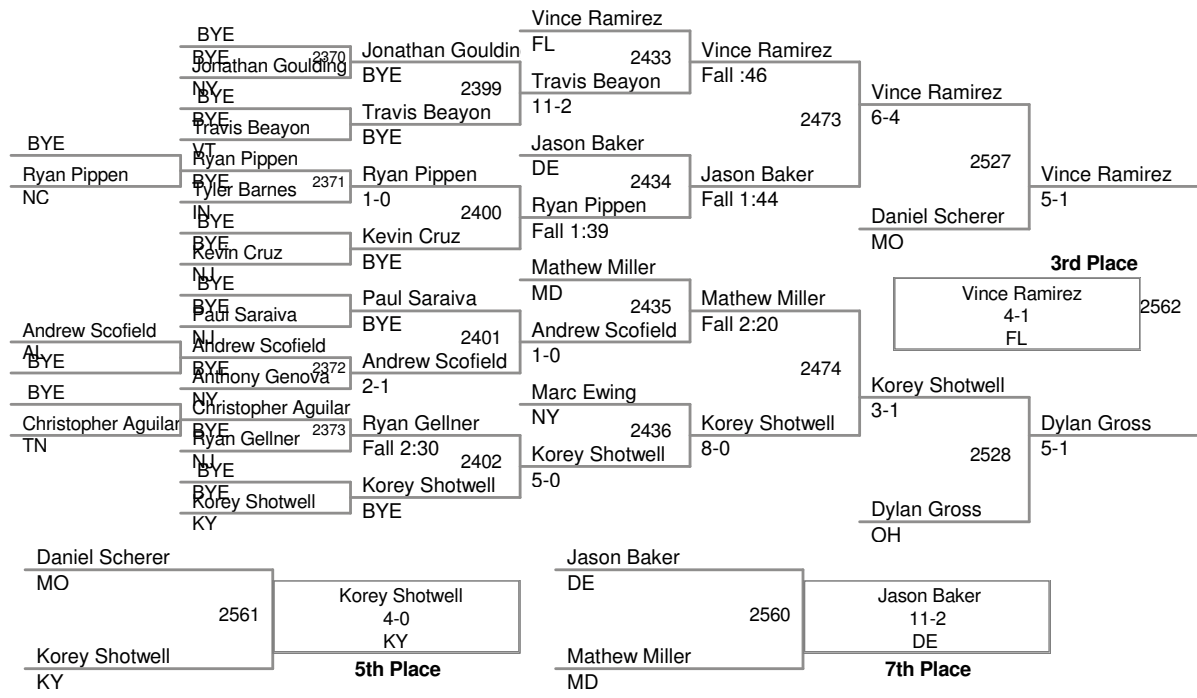 BYE
Ryan Pippen
NC
Andrew Scofield
AL
BYE
BYE
Christopher Aguilar
TN
BYE
BYE
2370
Jonathan Goulding
NY
BYE
BYE
Travis Beayon
VT
Ryan Pippen
BYE
2371
Tyler Barnes
IN
BYE
BYE
Kevin Cruz
NJ
BYE
BYE
Paul Saraiva
NJ
Andrew Scofield
BYE
2372
Anthony Genova
NY
Christopher Aguilar
BYE
2373
Ryan Gellner
NJ
BYE
BYE
Korey Shotwell
KY
Jonathan Goulding
BYE
2399
Travis Beayon
BYE
Ryan Pippen
1-0
2400
Kevin Cruz
BYE
Paul Saraiva
BYE
2401
Andrew Scofield
2-1
Ryan Gellner
Fall 2:30
2402
Korey Shotwell
BYE
Vince Ramirez
FL
2433
Travis Beayon
11-2
Jason Baker
DE
2434
Ryan Pippen
Fall 1:39
Mathew Miller
MD
2435
Andrew Scofield
1-0
Marc Ewing
NY
2436
Korey Shotwell
5-0
Vince Ramirez
Fall :46
2473
Jason Baker
Fall 1:44
Mathew Miller
Fall 2:20
2474
Korey Shotwell
8-0
Vince Ramirez
6-4
2527
Daniel Scherer
MO
Korey Shotwell
3-1
2528
Dylan Gross
OH
Vince Ramirez
5-1
3rd Place
Vince Ramirez
4-1
FL
2562
Dylan Gross
5-1
Daniel Scherer
MO
2561
Korey Shotwell
KY
Korey Shotwell
4-0
KY
5th Place
Jason Baker
DE
2560
Mathew Miller
MD
Jason Baker
11-2
DE
7th Place